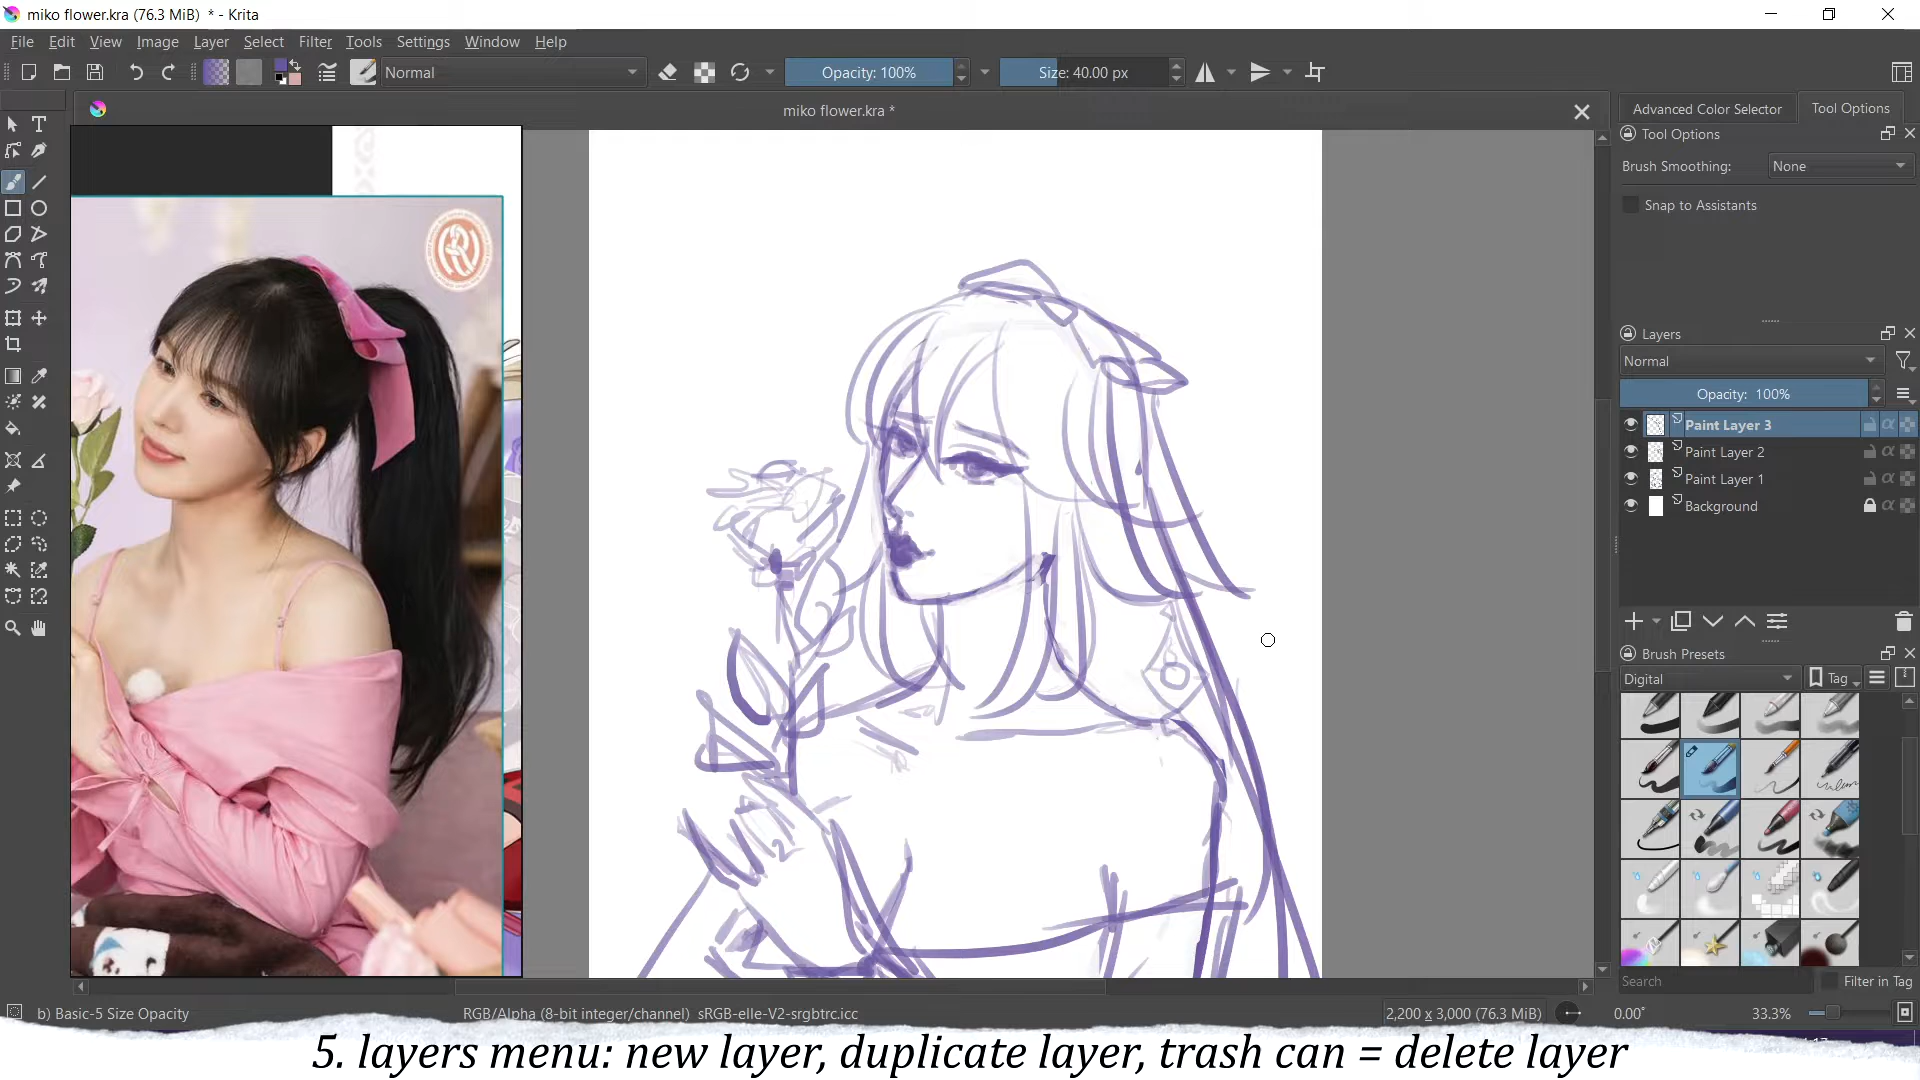 miko flower.kra (76.3 MiB) * - Krita
File Edit View Image Layer Select Filter Tools Settings Window Help
Normal Opacity: 100% Size: 40.00 px
miko flower.kra *
Advanced Color Selector Tool Options
Tool Options
Brush Smoothing: None
Snap to Assistants
Layers
Normal
Opacity: 100%
Paint Layer 3
Paint Layer 2
Paint Layer 1
Background
Brush Presets
Digital Tag
Search Filter in Tag
b) Basic-5 Size Opacity RGB/Alpha (8-bit integer/channel) sRGB-elle-V2-srgbtrc.icc 2,200 x 3,000 (76.3 MiB) 0.00° 33.3%
5. layers menu: new layer, duplicate layer, trash can = delete layer